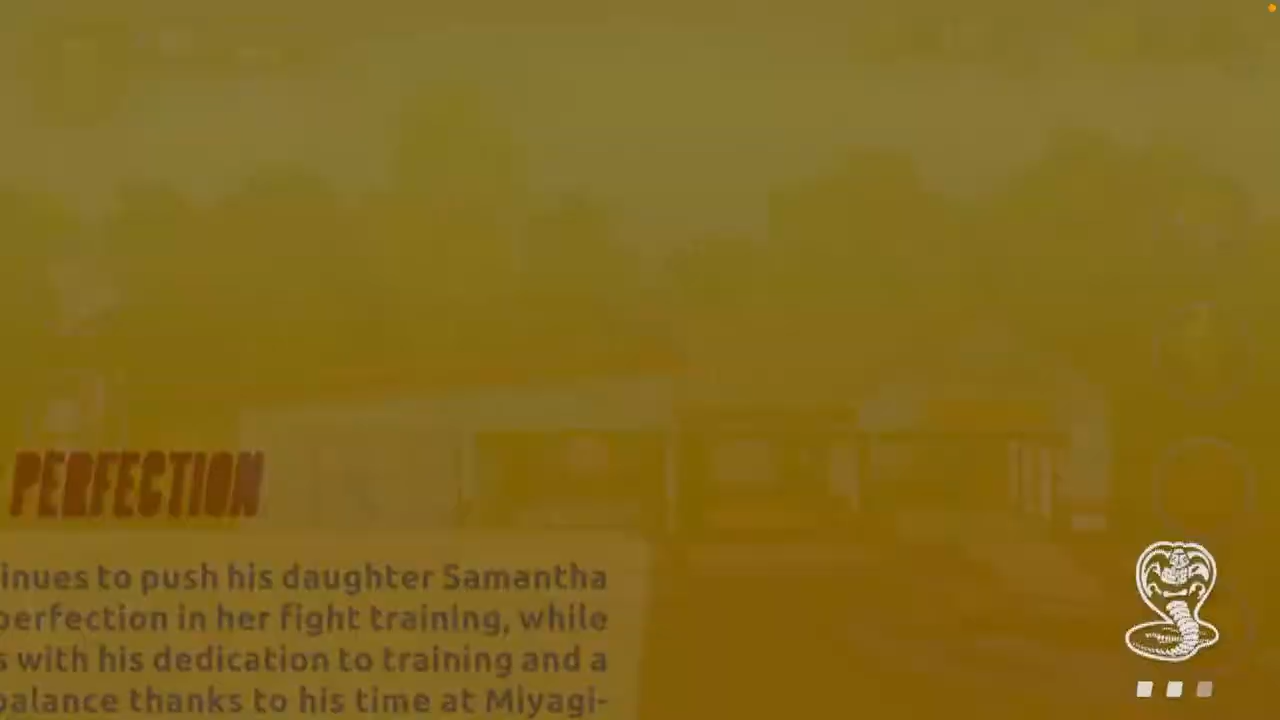 PERFECTION
inues to push his daughter Samantha
perfection in her fight training, while
s with his dedication to training and a
balance thanks to his time at Miyagi-